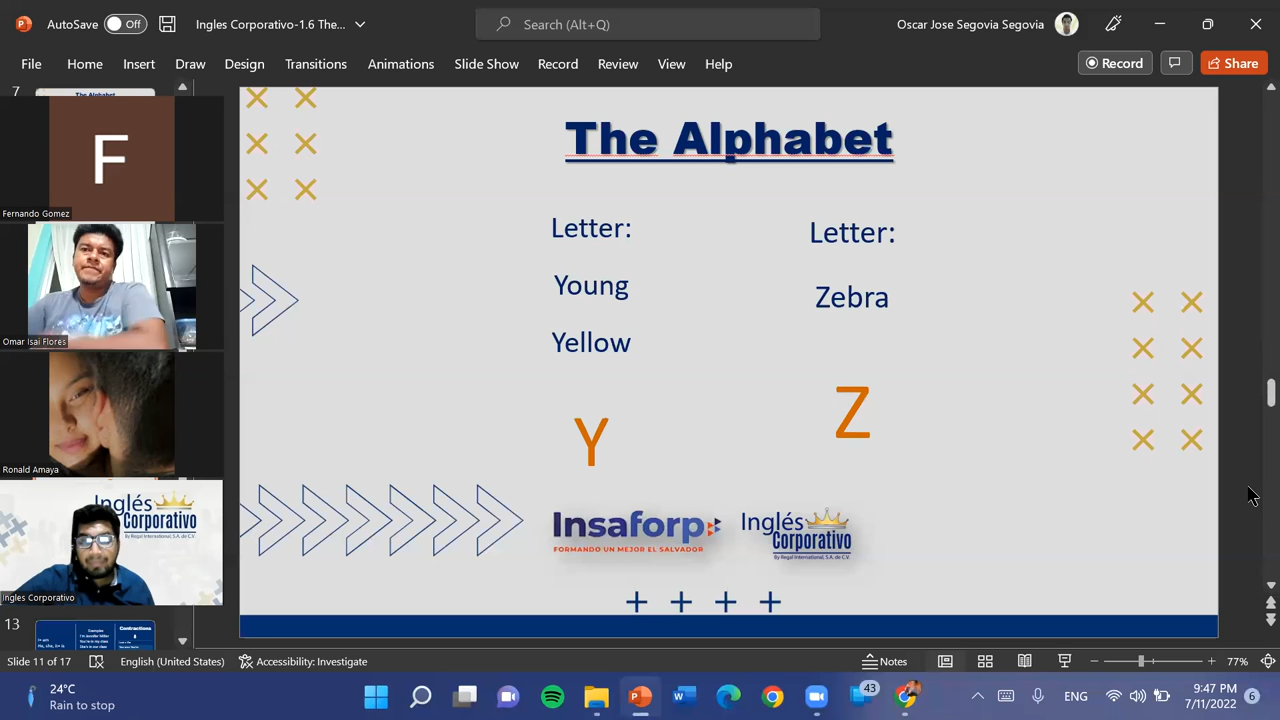 AutoSave Off Ingles Corporativo-1.6 The... Search (Alt+Q) Oscar Jose Segovia Segovia
File Home Insert Draw Design Transitions Animations Slide Show Record Review View Help Record Share
7
The Alphabet
F
Fernando Gomez
Omar Isai Flores
Ronald Amaya
Inglés
Corporativo
Ingles Corporativo
13
Examples
Contractions
The Alphabet
Letter:
Young
Yellow
Y
Letter:
Zebra
Z
Insaforp
FORMANDO UN MEJOR EL SALVADOR
Inglés
Corporativo
By Regal International, S.A. de C.V.
Slide 11 of 17 English (United States) Accessibility: Investigate Notes 77%
24°C
Rain to stop
43
ENG
9:47 PM
7/11/2022
6